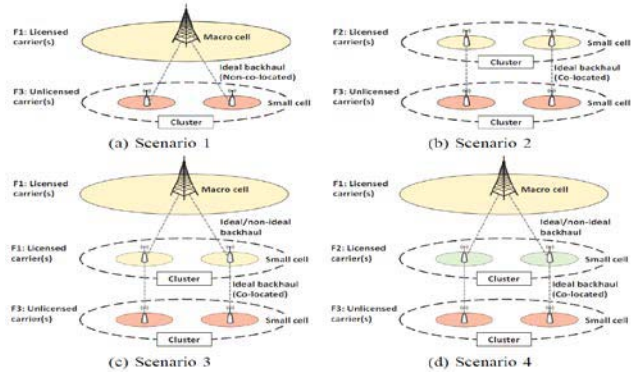 F1: Licensed
carrier(s)
Macro cell
Ideal backhaul
(Non-co-located)
F3: Unlicensed
carrier(s)
Small cell
Cluster
(a) Scenario 1
F2: Licensed
carrier(s)
Small cell
Cluster
Ideal backhaul
(Co-located)
F3: Unlicensed
carrier(s)
Small cell
Cluster
(b) Scenario 2
F1: Licensed
carrier(s)
Macro cell
Ideal/non-ideal
backhaul
F1: Licensed
carrier(s)
Small cell
Cluster
Ideal backhaul
(Co-located)
F3: Unlicensed
carrier(s)
Small cell
Cluster
(c) Scenario 3
F1: Licensed
carrier(s)
Macro cell
Ideal/non-ideal
backhaul
F2: Licensed
carrier(s)
Small cell
Cluster
Ideal backhaul
(Co-located)
F3: Unlicensed
carrier(s)
Small cell
Cluster
(d) Scenario 4